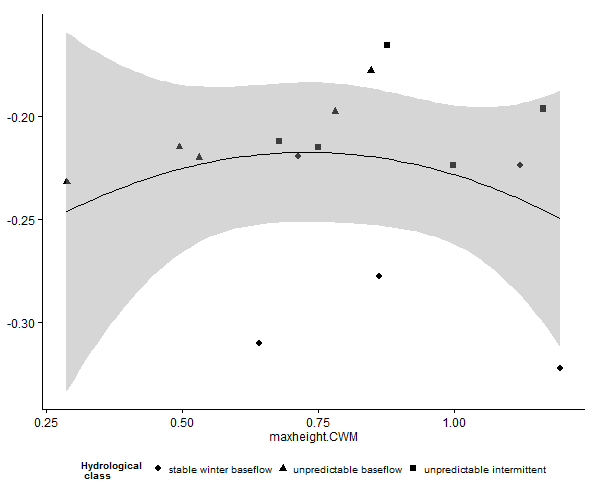 -0.20
-0.25
-0.30
0.25 0.50 0.75 1.00
maxheight.CWM
Hydrological
class
stable winter baseflow unpredictable baseflow unpredictable intermittent